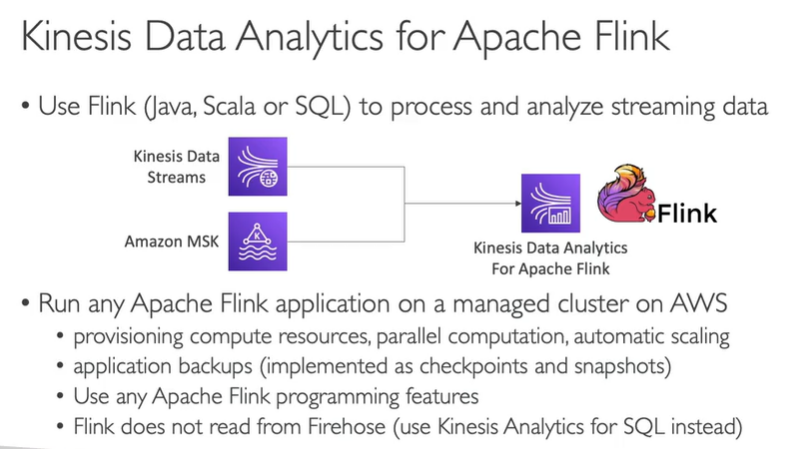 Kinesis Data Analytics for Apache Flink
• Use Flink (Java, Scala or SQL) to process and analyze streaming data
Kinesis Data
Streams
Amazon MSK
K
Flink
Kinesis Data Analytics
For Apache Flink
• Run any Apache Flink application on a managed cluster on AWS
• provisioning compute resources, parallel computation, automatic scaling
• application backups (implemented as checkpoints and snapshots)
• Use any Apache Flink programming features
• Flink does not read from Firehose (use Kinesis Analytics for SQL instead)